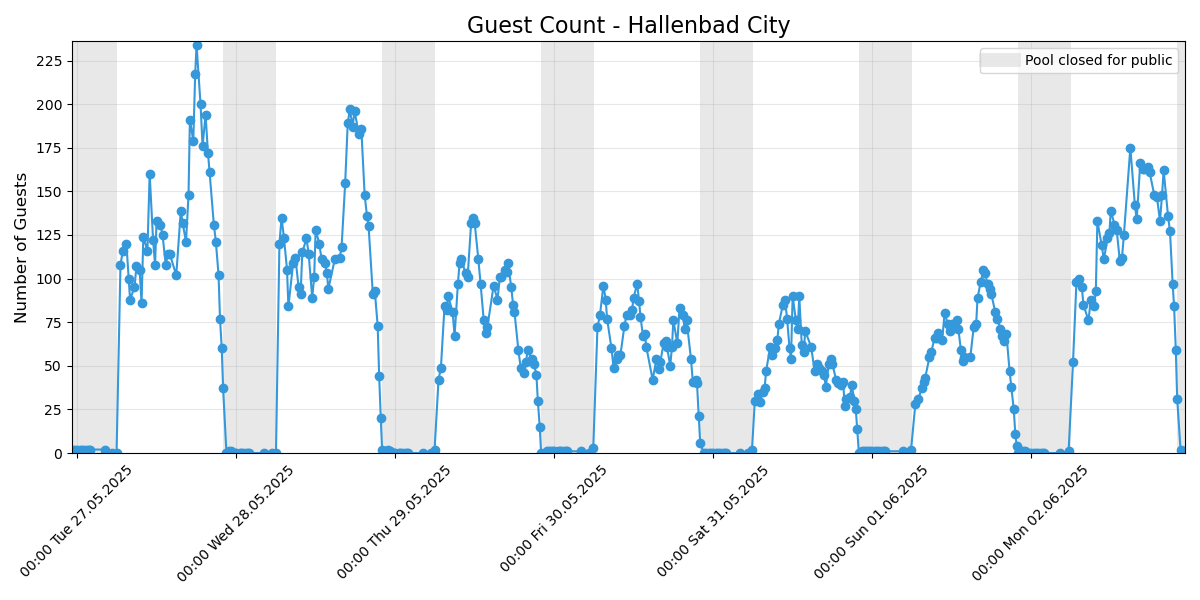 Guest Count - Hallenbad City
Pool closed for public
Number of Guests
225
200
175
150
125
100
75
50
25
0
00:00 Tue 27.05.2025
00:00 Wed 28.05.2025
00:00 Thu 29.05.2025
00:00 Fri 30.05.2025
00:00 Sat 31.05.2025
00:00 Sun 01.06.2025
00:00 Mon 02.06.2025